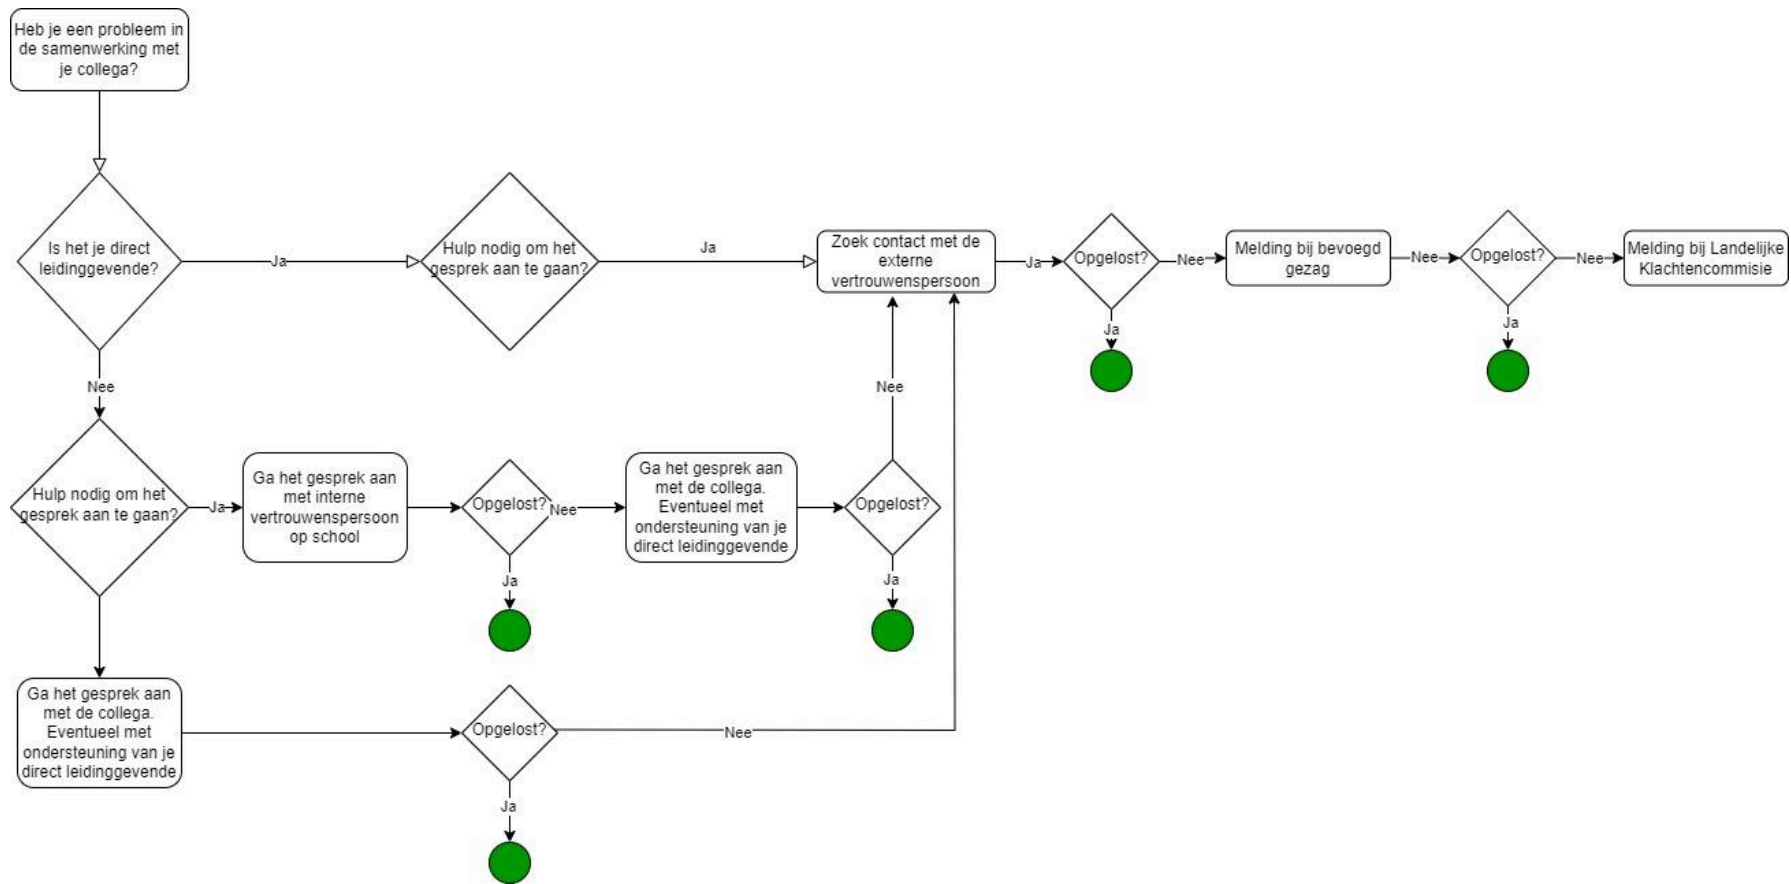 Heb je een probleem in
de samenwerking met
je collega?
Is het je direct
leidinggevende?
Ja
Hulp nodig om het
gesprek aan te gaan?
Ja
Zoek contact met de
externe
vertrouwenspersoon
Ja
Opgelost?
Nee
Melding bij bevoegd
gezag
Nee
Opgelost?
Nee
Melding bij Landelijke
Klachtencommisie
Ja
Ja
Nee
Nee
Hulp nodig om het
gesprek aan te gaan?
Ja
Ga het gesprek aan
met interne
vertrouwenspersoon
op school
Opgelost?
Nee
Ga het gesprek aan
met de collega.
Eventueel met
ondersteuning van je
direct leidinggevende
Opgelost?
Ja
Ja
Ga het gesprek aan
met de collega.
Eventueel met
ondersteuning van je
direct leidinggevende
Opgelost?
Nee
Ja